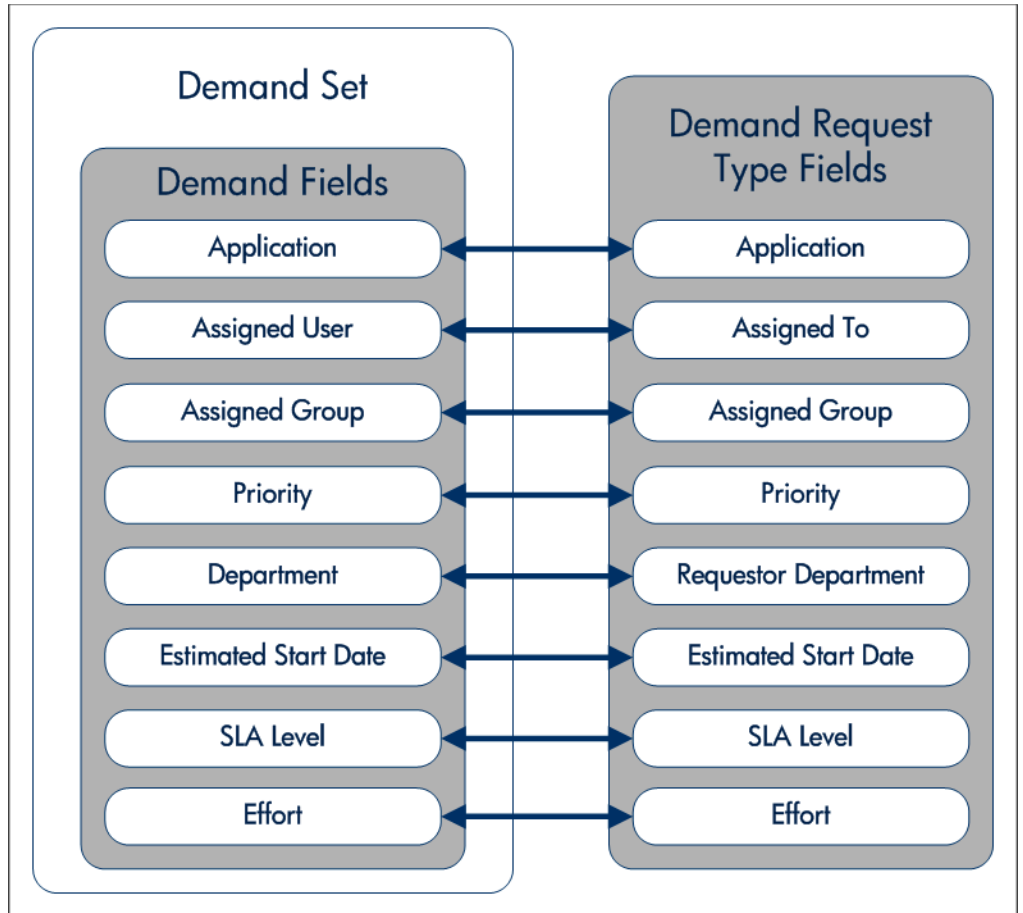 Demand Set
Demand Fields
Application
Assigned User
Assigned Group
Priority
Department
Estimated Start Date
SLA Level
Effort
Demand Request
Type Fields
Application
Assigned To
Assigned Group
Priority
Requestor Department
Estimated Start Date
SLA Level
Effort